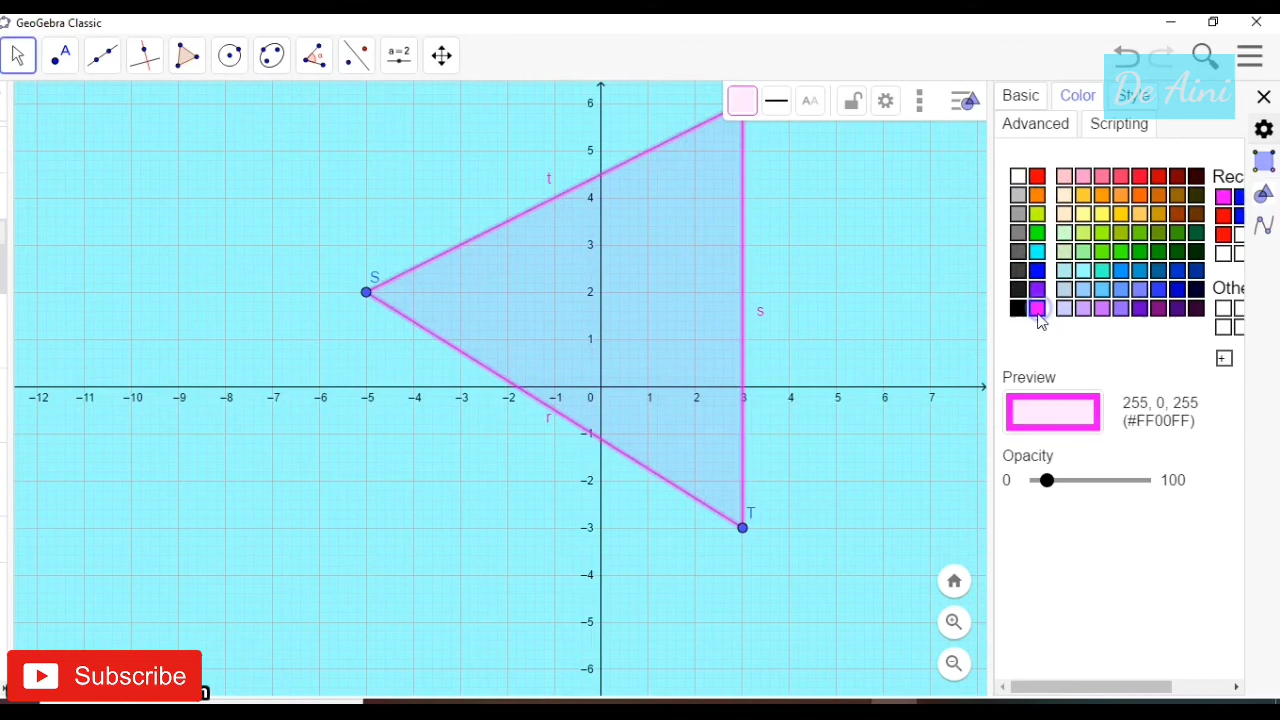 GeoGebra Classic
A
α
a=2
De Aini
AA
Basic
Color
Style
Advanced
Scripting
Rec
Othe
+
Preview
255, 0, 255
(#FF00FF)
Opacity
0
100
t
S
s
r
T
6
5
4
3
2
1
−1
−2
−3
−4
−5
−6
−12 −11 −10 −9 −8 −7 −6 −5 −4 −3 −2 −1 0 1 2 3 4 5 6 7
Subscribe